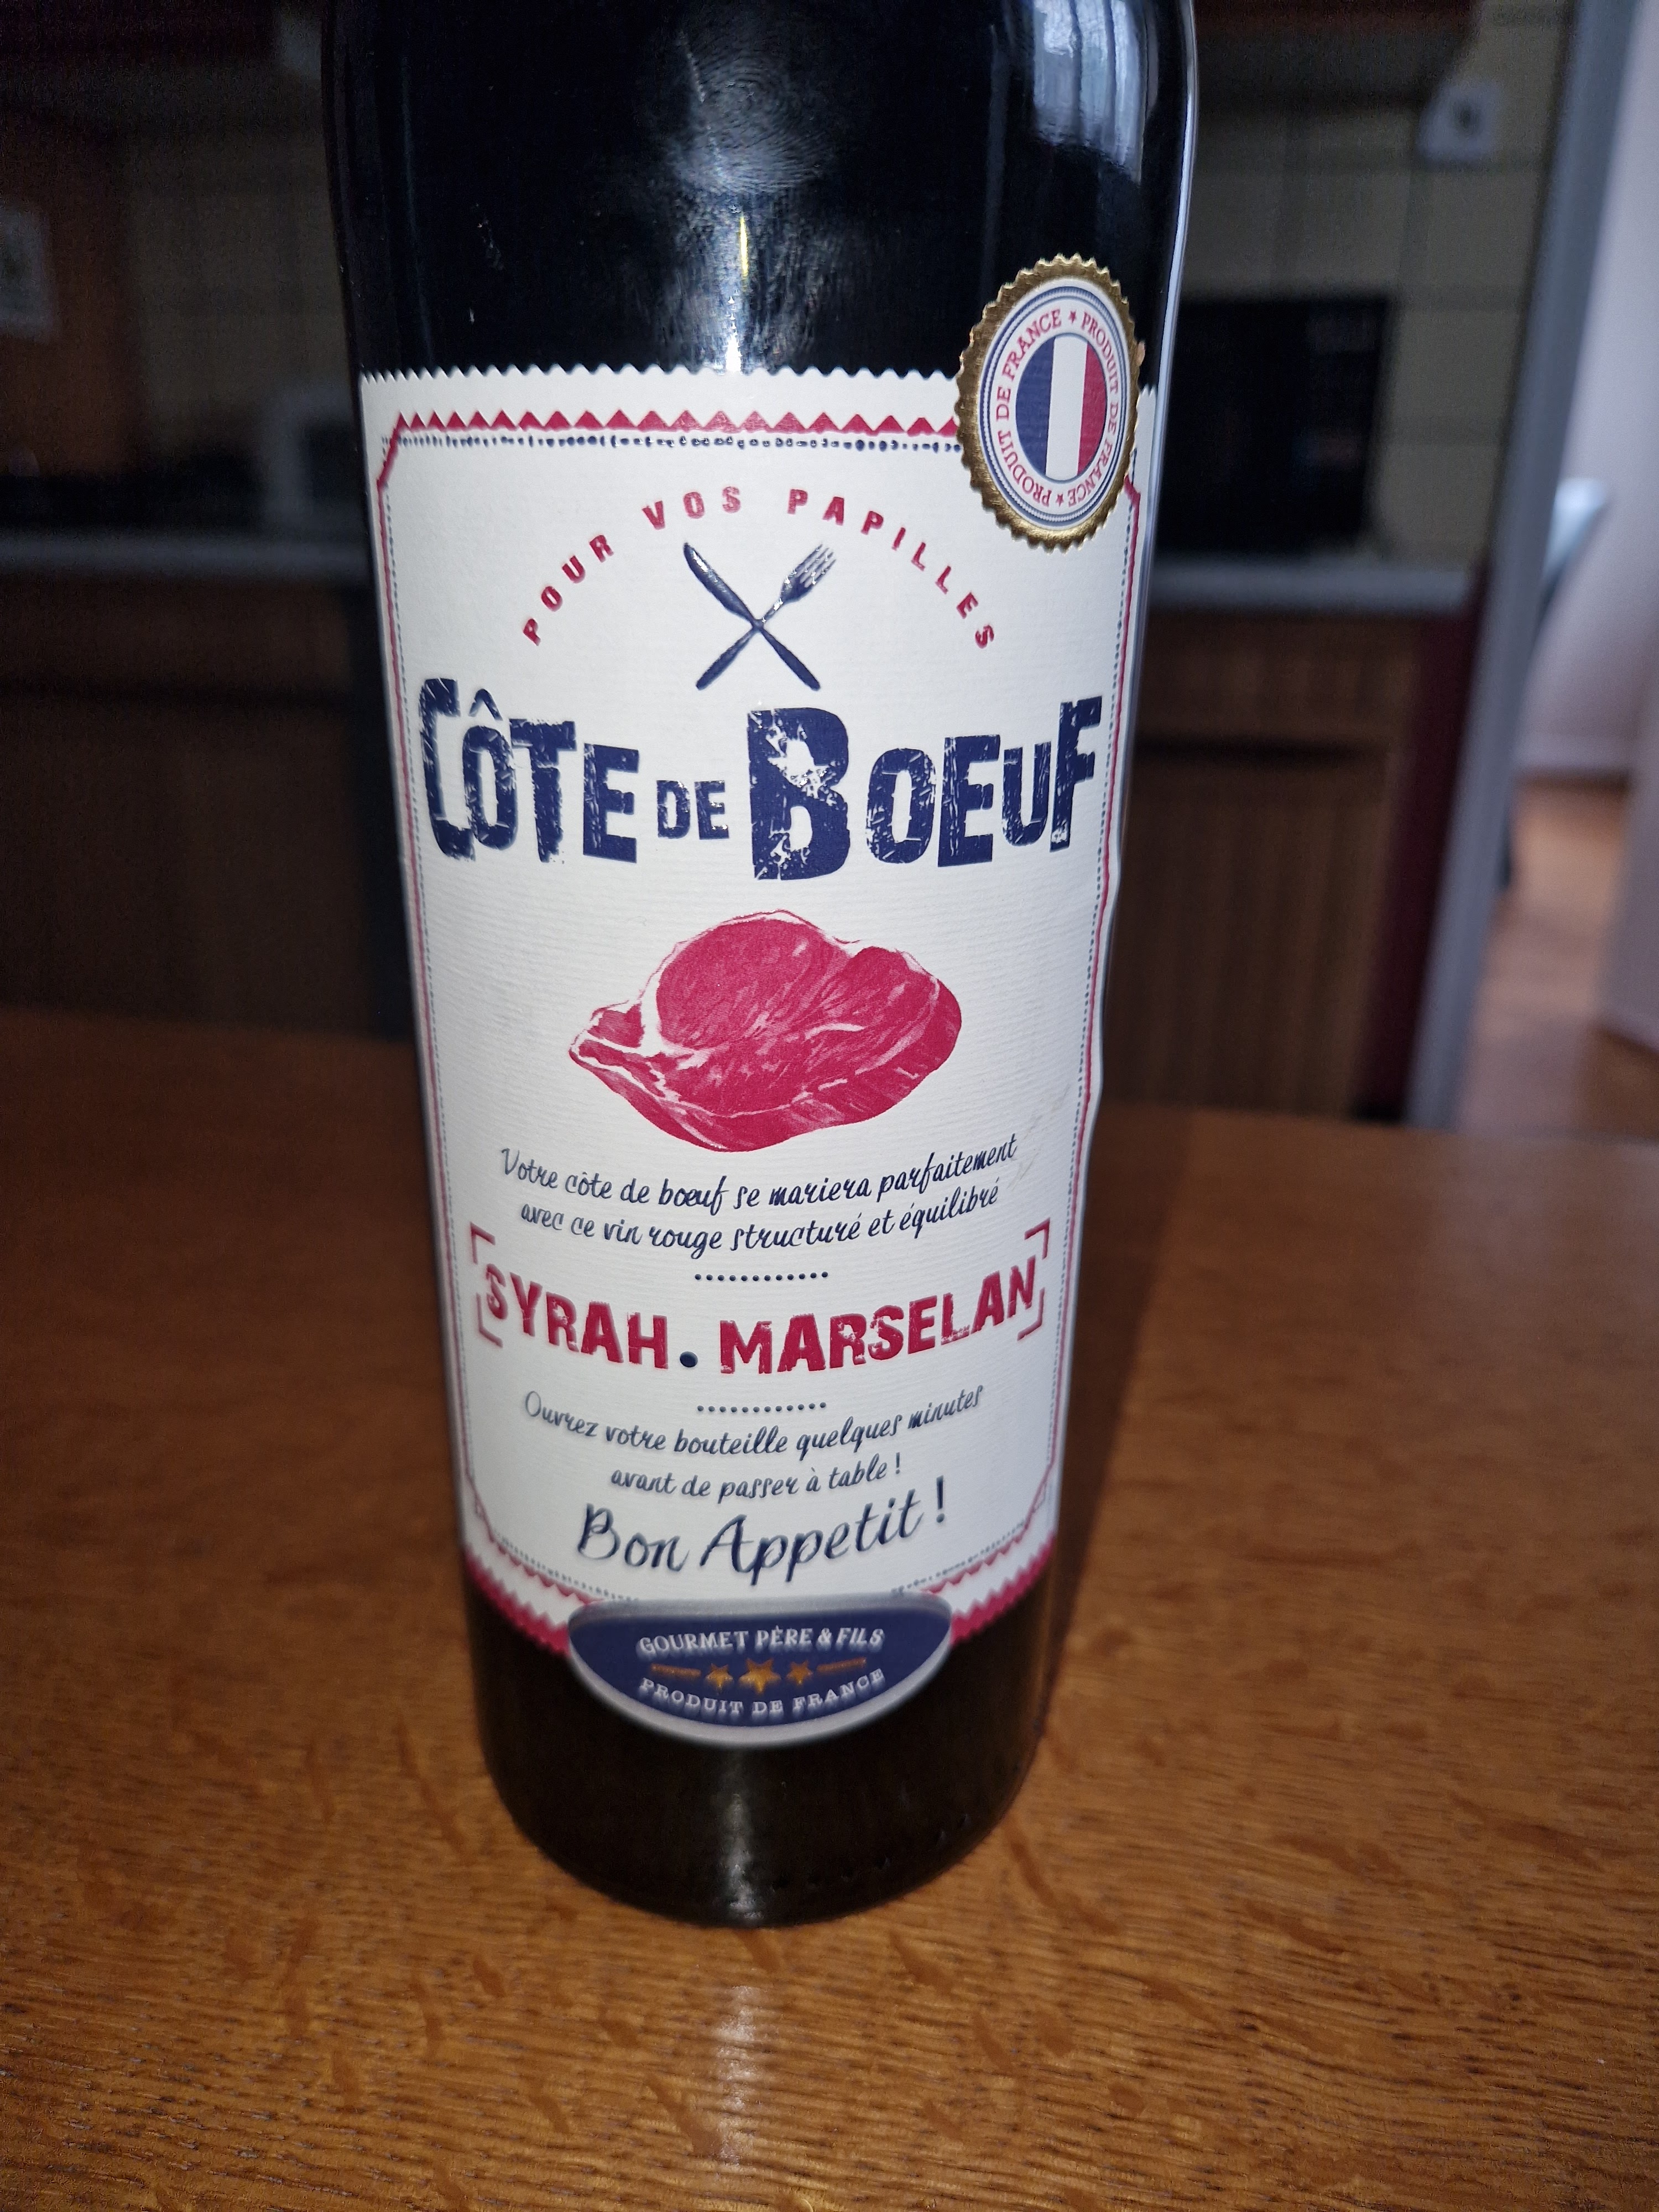 PRODUIT DE FRANCE ★ PRODUIT DE FRANCE ★
POUR VOS PAPILLES
CÔTE DE BOEUF
Votre côte de bœuf se mariera parfaitement
avec ce vin rouge structuré et équilibré
SYRAH • MARSELAN
Ouvrez votre bouteille quelques minutes
avant de passer à table !
Bon Appetit !
GOURMET PÈRE & FILS
PRODUIT DE FRANCE